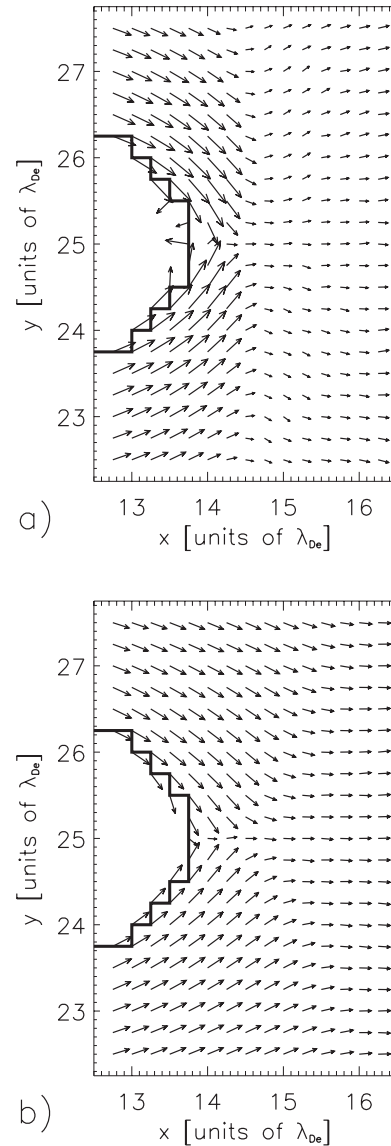 27
26
25
24
23
y [units of λDe]
13 14 15 16
a)
x [units of λDe]
27
26
25
24
23
y [units of λDe]
13 14 15 16
b)
x [units of λDe]